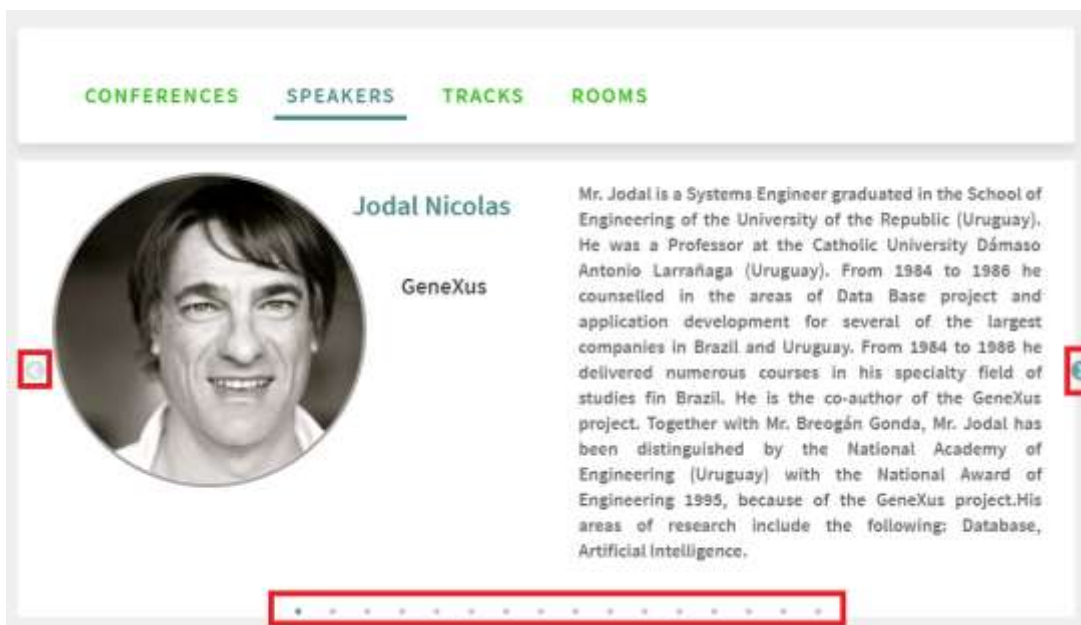 CONFERENCES SPEAKERS TRACKS ROOMS
Jodal Nicolas
GeneXus
Mr. Jodal is a Systems Engineer graduated in the School of
Engineering of the University of the Republic (Uruguay).
He was a Professor at the Catholic University Dámaso
Antonio Larrañaga (Uruguay). From 1984 to 1986 he
counselled in the areas of Data Base project and
application development for several of the largest
companies in Brazil and Uruguay. From 1984 to 1986 he
delivered numerous courses in his specialty field of
studies fin Brazil. He is the co-author of the GeneXus
project. Together with Mr. Breogán Gonda, Mr. Jodal has
been distinguished by the National Academy of
Engineering (Uruguay) with the National Award of
Engineering 1995, because of the GeneXus project.His
areas of research include the following: Database,
Artificial Intelligence.